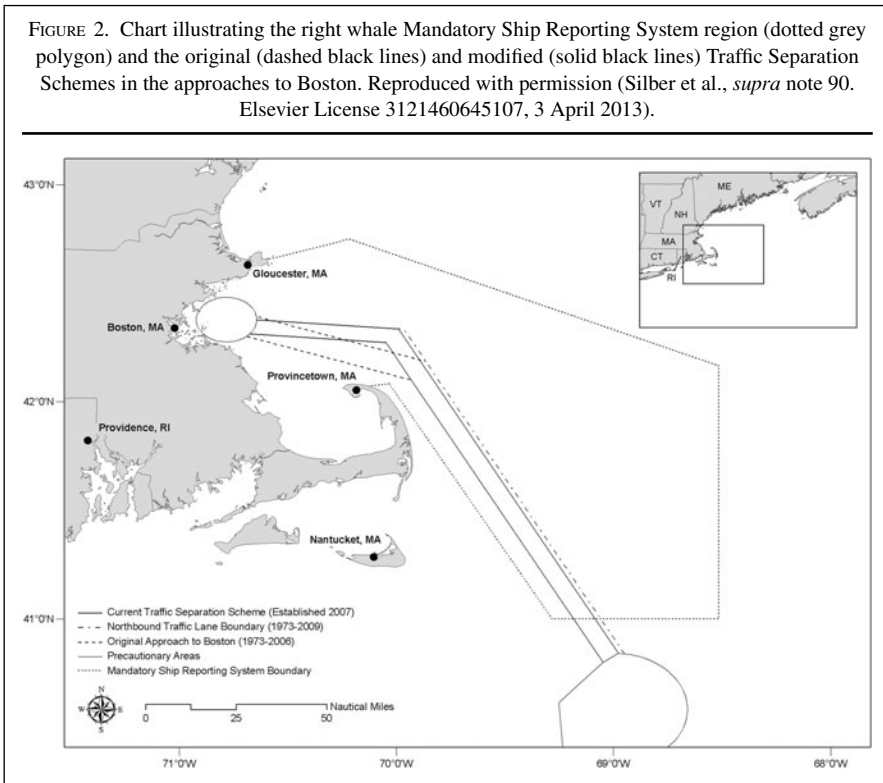 FIGURE 2. Chart illustrating the right whale Mandatory Ship Reporting System region (dotted grey
polygon) and the original (dashed black lines) and modified (solid black lines) Traffic Separation
Schemes in the approaches to Boston. Reproduced with permission (Silber et al., supra note 90.
Elsevier License 3121460645107, 3 April 2013).
43°0'N
ME
VT
NH
MA
CT
RI
Gloucester, MA
Boston, MA
Provincetown, MA
42°0'N
Providence, RI
Nantucket, MA
41°0'N
Current Traffic Separation Scheme (Established 2007)
Northbound Traffic Lane Boundary (1973-2009)
Original Approach to Boston (1973-2006)
Precautionary Areas
Mandatory Ship Reporting System Boundary
N
W E
S
Nautical Miles
0 25 50
71°0'W 70°0'W 69°0'W 68°0'W